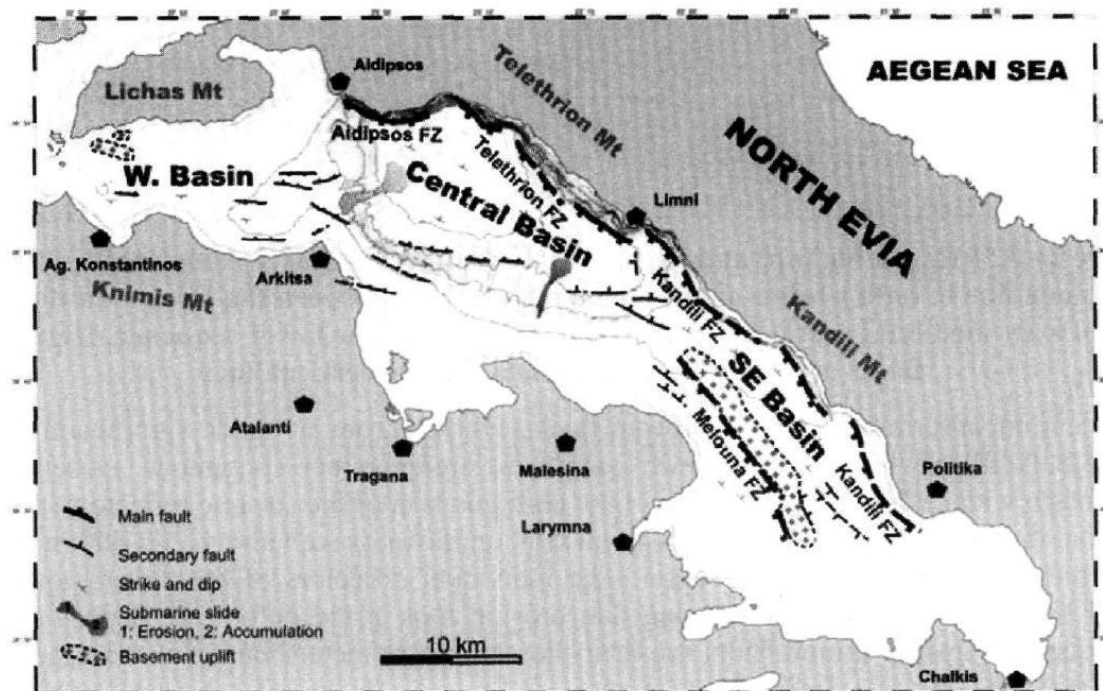 Aidipsos
AEGEAN SEA
Telethrion Mt
Lichas Mt
NORTH EVIA
Aidipsos FZ
Telethrion FZ
W. Basin
Central Basin
Limni
Ag. Konstantinos
Arkitsa
Knimis Mt
Kandili FZ
Kandili Mt
SE Basin
Atalanti
Melouna FZ
Tragana
Malesina
Politika
Kandili FZ
Larymna
Main fault
Secondary fault
Strike and dip
Submarine slide
1: Erosion, 2: Accumulation
Basement uplift
10 km
Chalkis